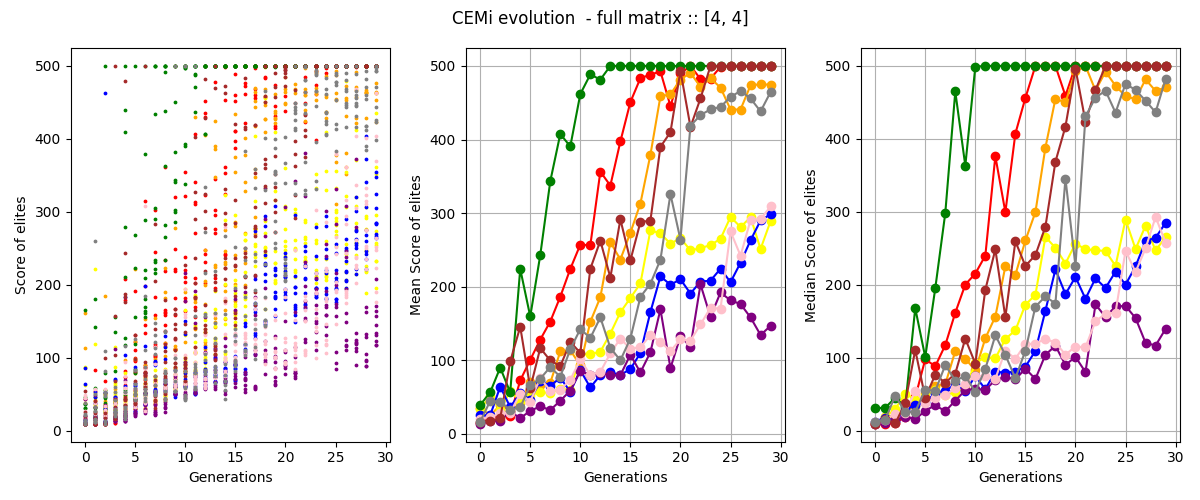 CEMi evolution  - full matrix :: [4, 4]
Score of elites
500
400
300
200
100
0
0 5 10 15 20 25 30
Generations
Mean Score of elites
500
400
300
200
100
0
0 5 10 15 20 25 30
Generations
Median Score of elites
500
400
300
200
100
0
0 5 10 15 20 25 30
Generations